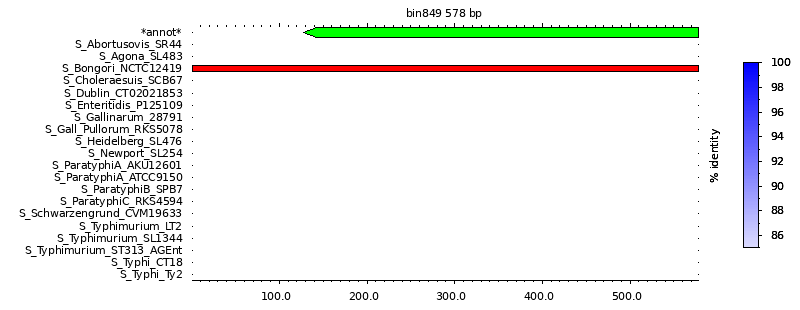 bin849 578 bp
*annot*
S_Abortusovis_SR44
S_Agona_SL483
S_Bongori_NCTC12419
S_Choleraesuis_SCB67
S_Dublin_CT02021853
S_Enteritidis_P125109
S_Gallinarum_28791
S_Gall_Pullorum_RKS5078
S_Heidelberg_SL476
S_Newport_SL254
S_ParatyphiA_AKU12601
S_ParatyphiA_ATCC9150
S_ParatyphiB_SPB7
S_ParatyphiC_RKS4594
S_Schwarzengrund_CVM19633
S_Typhimurium_LT2
S_Typhimurium_SL1344
S_Typhimurium_ST313_AGEnt
S_Typhi_CT18
S_Typhi_Ty2
100.0 200.0 300.0 400.0 500.0
% identity
100
98
96
94
92
90
88
86